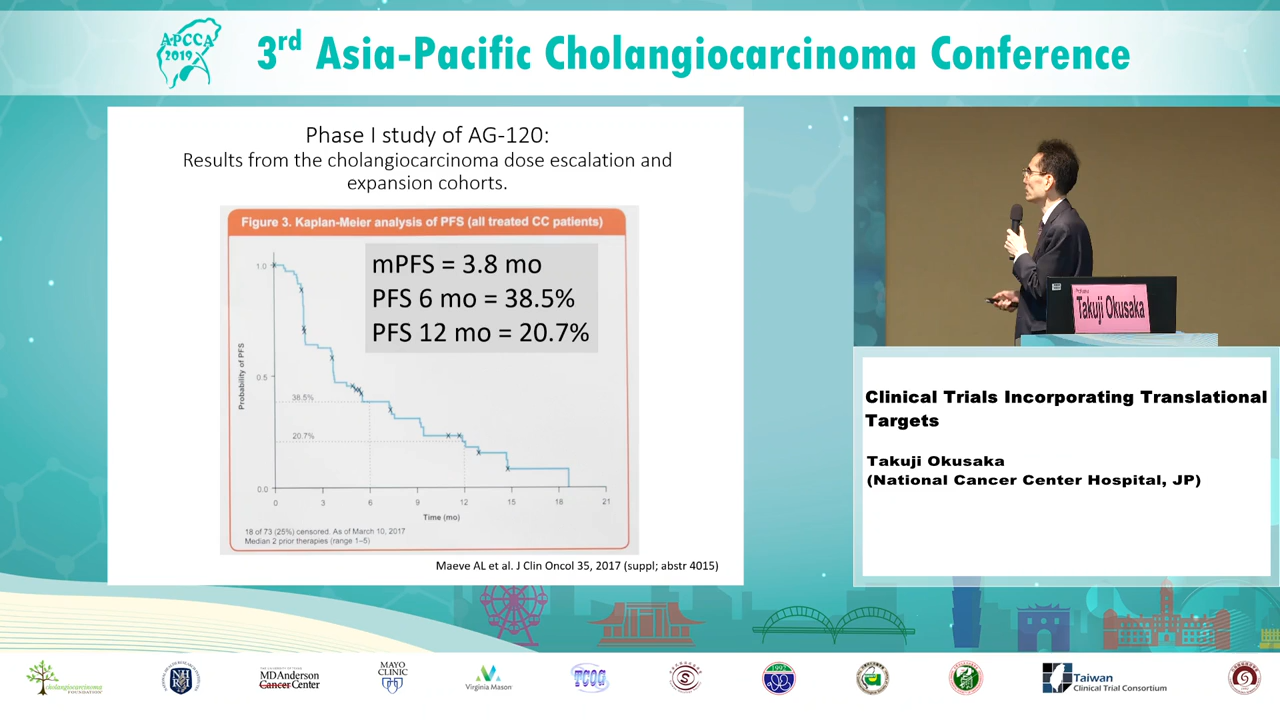 APCCA
2019
3rd Asia-Pacific Cholangiocarcinoma Conference
Phase I study of AG-120:
Results from the cholangiocarcinoma dose escalation and
expansion cohorts.
Figure 3. Kaplan-Meier analysis of PFS (all treated CC patients)
mPFS = 3.8 mo
PFS 6 mo = 38.5%
PFS 12 mo = 20.7%
Probability of PFS
1.0
0.5
38.5%
20.7%
0.0
0 3 6 9 12 15 18 21
Time (mo)
18 of 73 (25%) censored. As of March 10, 2017
Median 2 prior therapies (range 1–5)
Maeve AL et al. J Clin Oncol 35, 2017 (suppl; abstr 4015)
Takuji Okusaka
Clinical Trials Incorporating Translational
Targets
Takuji Okusaka
(National Cancer Center Hospital, JP)
cholangiocarcinoma
FOUNDATION
NHRI
MDAnderson
Cancer Center
MAYO
CLINIC
Virginia Mason
TCOG
S
1992
Taiwan
Clinical Trial Consortium